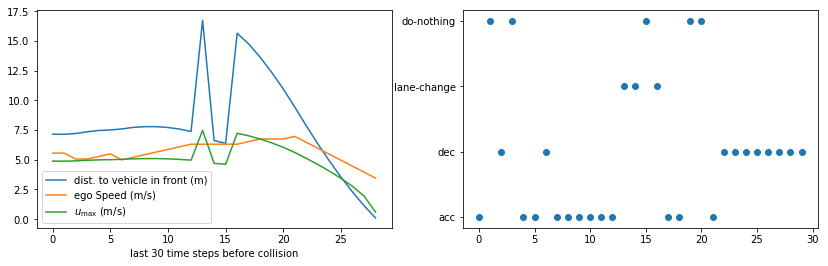 17.5
15.0
12.5
10.0
7.5
5.0
2.5
0.0
dist. to vehicle in front (m)
ego Speed (m/s)
u_max (m/s)
0 5 10 15 20 25
last 30 time steps before collision
do-nothing
lane-change
dec
acc
0 5 10 15 20 25 30